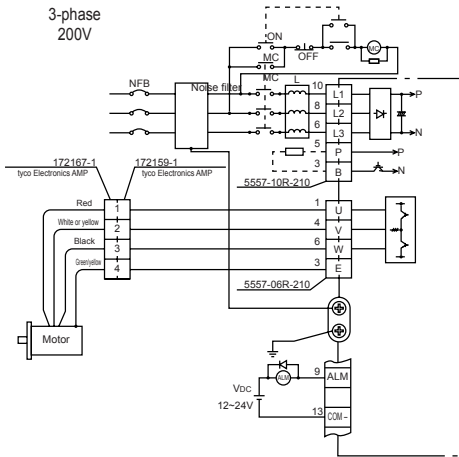 3-phase
200V
ON
MC
OFF
MC
MC
NFB
Noise filter
L
10
L1
P
8
L2
6
L3
N
5
P
P
3
B
N
172167-1
172159-1
tyco Electronics AMP
tyco Electronics AMP
5557-10R-210
Red
1
1
U
White or yellow
2
4
V
Black
3
6
W
Green/yellow
4
3
E
5557-06R-210
Motor
ALM
9
ALM
VDC
12~24V
13
COM –